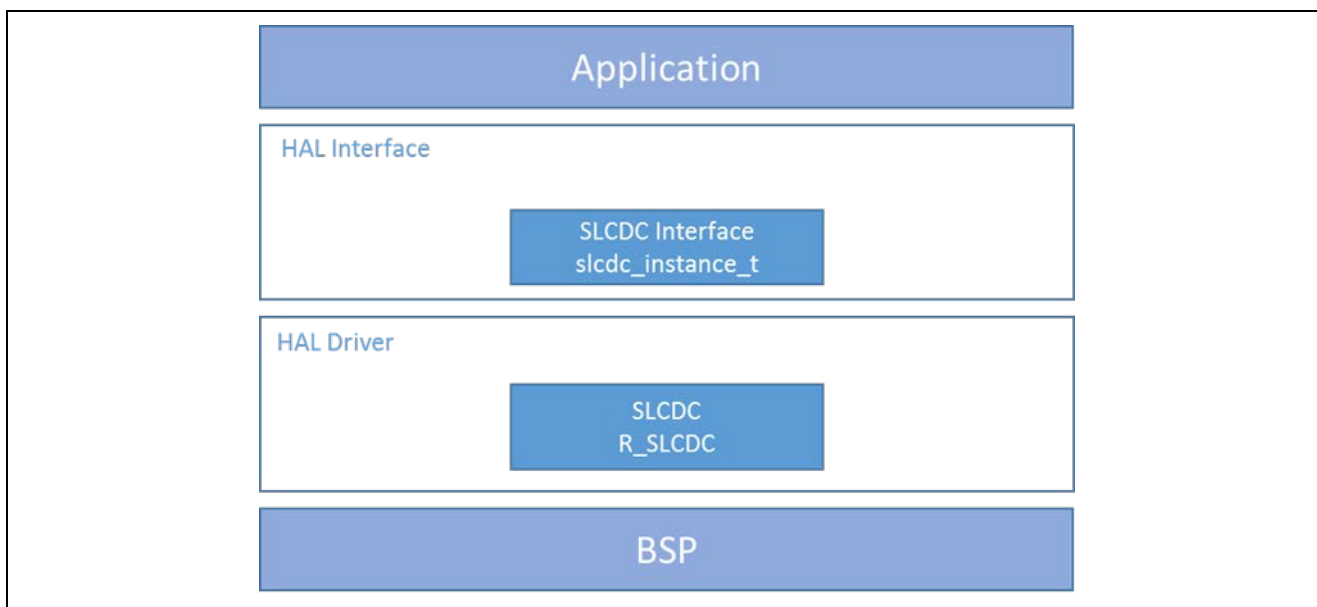 Application
HAL Interface
SLCDC Interface
slcdc_instance_t
HAL Driver
SLCDC
R_SLCDC
BSP